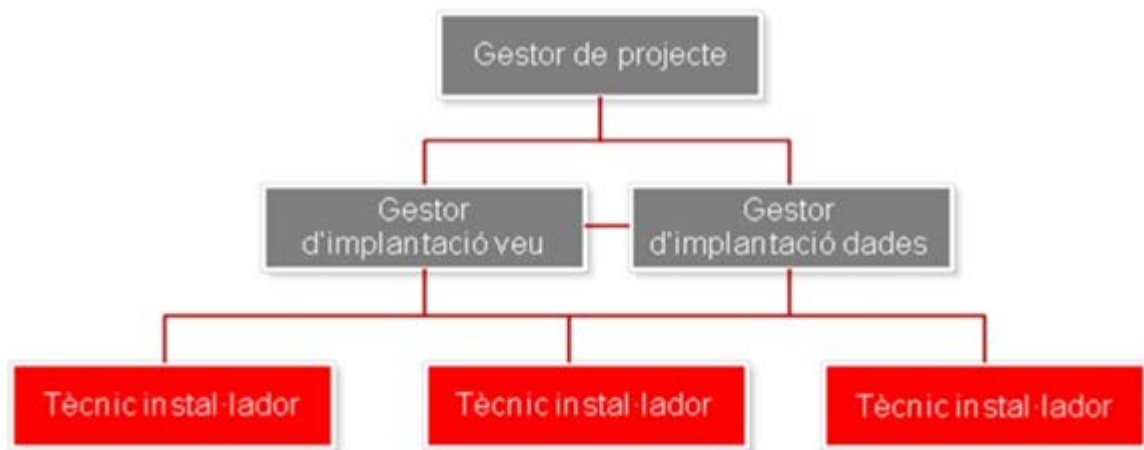 Gestor de projecte
Gestor
d'implantació veu
Gestor
d'implantació dades
Tècnic instal·lador
Tècnic instal·lador
Tècnic instal·lador